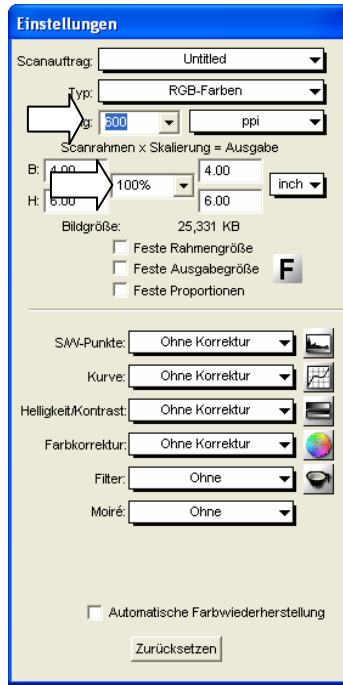 Einstellungen
Scanauftrag: Untitled
Typ: RGB-Farben
g: 600 ppi
Scanrahmen x Skalierung = Ausgabe
B: 4.00 100% 4.00 inch
H: 6.00 6.00
Bildgröße: 25,331 KB
Feste Rahmengröße
Feste Ausgabegröße F
Feste Proportionen
S/W-Punkte: Ohne Korrektur
Kurve: Ohne Korrektur
Helligkeit/Kontrast: Ohne Korrektur
Farbkorrektur: Ohne Korrektur
Filter: Ohne
Moiré: Ohne
Automatische Farbwiederherstellung
Zurücksetzen